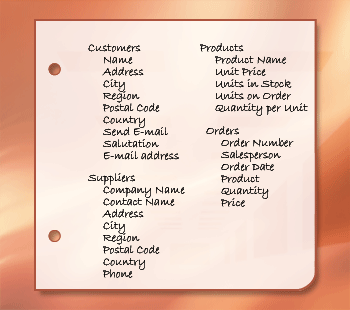 Customers
Name
Address
City
Region
Postal Code
Country
Send E-mail
Salutation
E-mail address
Suppliers
Company Name
Contact Name
Address
City
Region
Postal Code
Country
Phone
Products
Product Name
Unit Price
Units in Stock
Units on Order
Quantity per Unit
Orders
Order Number
Salesperson
Order Date
Product
Quantity
Price